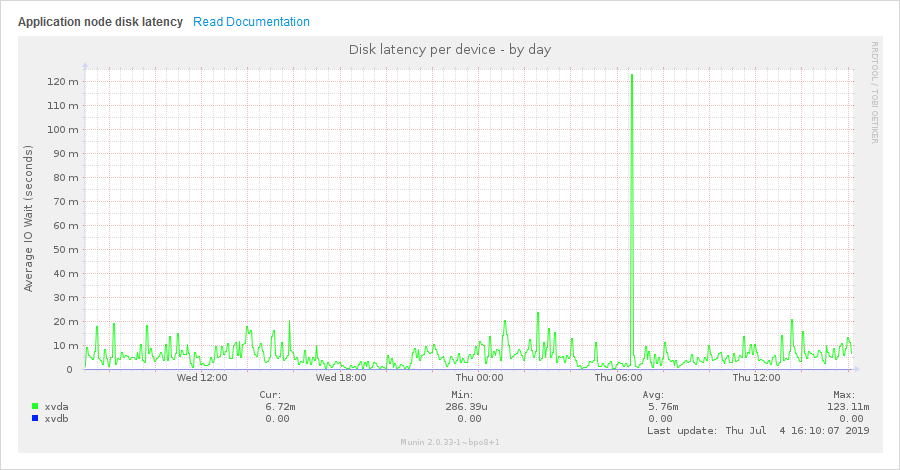 Application node disk latency Read Documentation
Disk latency per device - by day
RRDTOOL / TOBI OETIKER
Average IO Wait (seconds)
120 m
110 m
100 m
90 m
80 m
70 m
60 m
50 m
40 m
30 m
20 m
10 m
0
Wed 12:00 Wed 18:00 Thu 00:00 Thu 06:00 Thu 12:00
Cur: Min: Avg: Max:
xvda 6.72m 286.39u 5.76m 123.11m
xvdb 0.00 0.00 0.00 0.00
Last update: Thu Jul 4 16:10:07 2019
Munin 2.0.33-1~bpo8+1